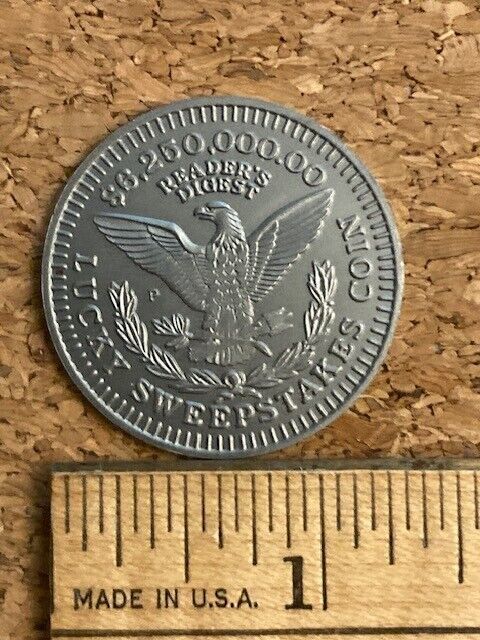 $6,250,000.00
READER'S
DIGEST
P
LUCKY SWEEPSTAKES COIN
1
MADE IN U.S.A.